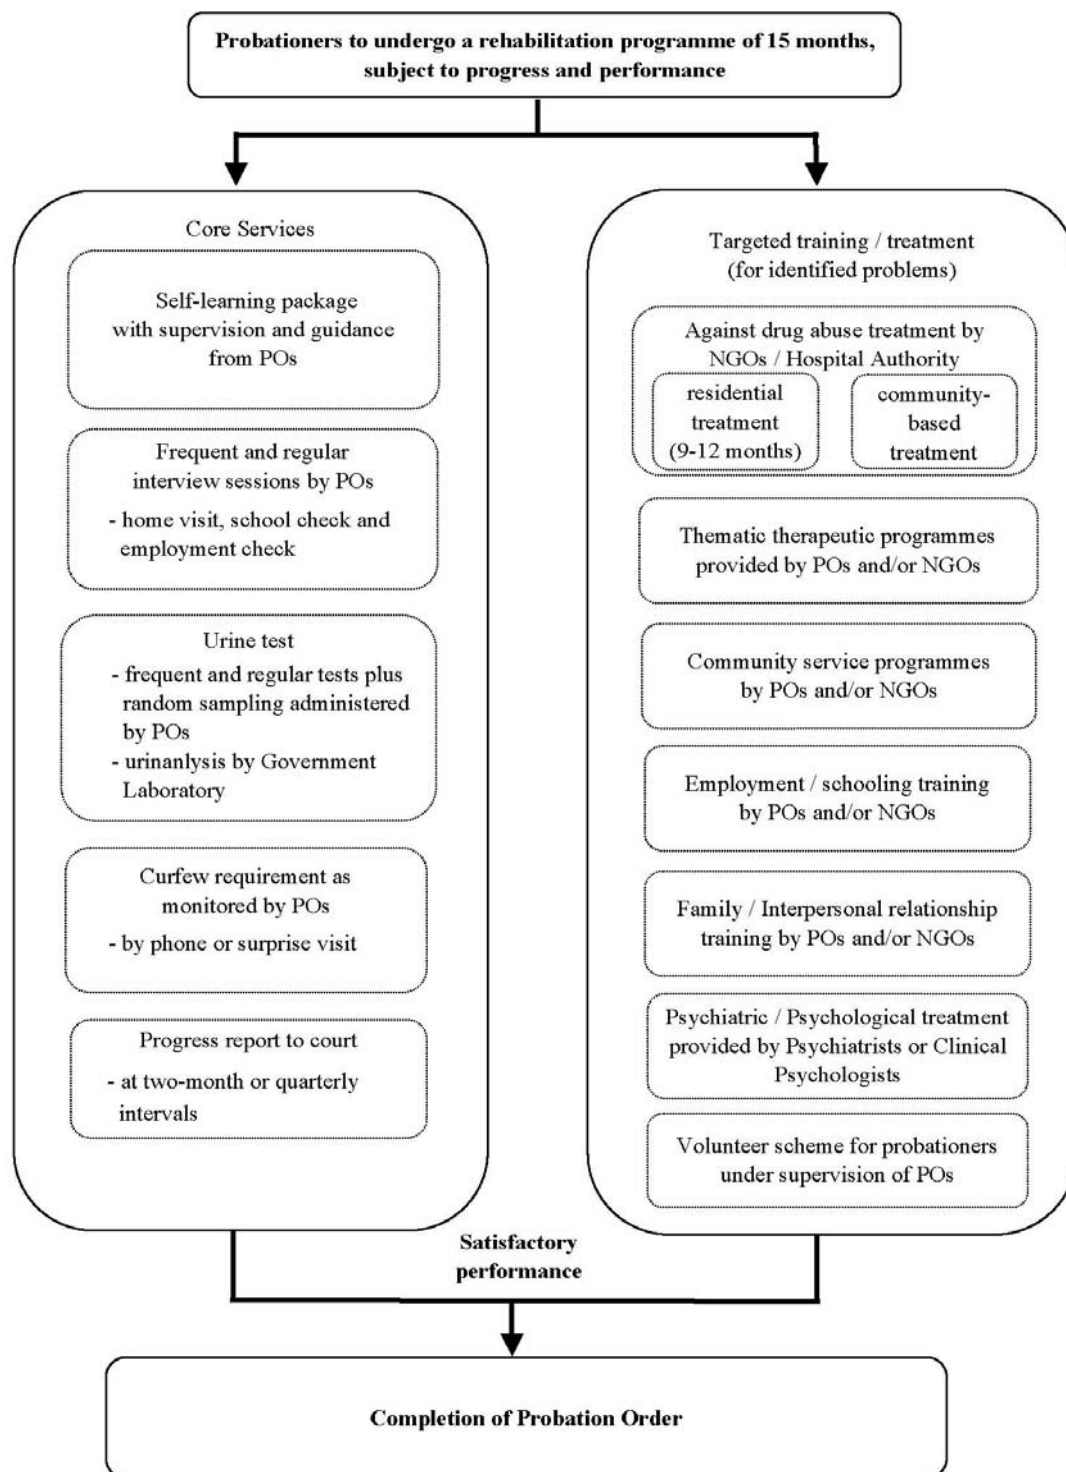 Probationers to undergo a rehabilitation programme of 15 months,
subject to progress and performance
Core Services
Self-learning package
with supervision and guidance
from POs
Frequent and regular
interview sessions by POs
- home visit, school check and
employment check
Urine test
- frequent and regular tests plus
random sampling administered
by POs
- urinanlysis by Government
Laboratory
Curfew requirement as
monitored by POs
- by phone or surprise visit
Progress report to court
- at two-month or quarterly
intervals
Targeted training / treatment
(for identified problems)
Against drug abuse treatment by
NGOs / Hospital Authority
residential
treatment
(9-12 months)
community-
based
treatment
Thematic therapeutic programmes
provided by POs and/or NGOs
Community service programmes
by POs and/or NGOs
Employment / schooling training
by POs and/or NGOs
Family / Interpersonal relationship
training by POs and/or NGOs
Psychiatric / Psychological treatment
provided by Psychiatrists or Clinical
Psychologists
Volunteer scheme for probationers
under supervision of POs
Satisfactory
performance
Completion of Probation Order